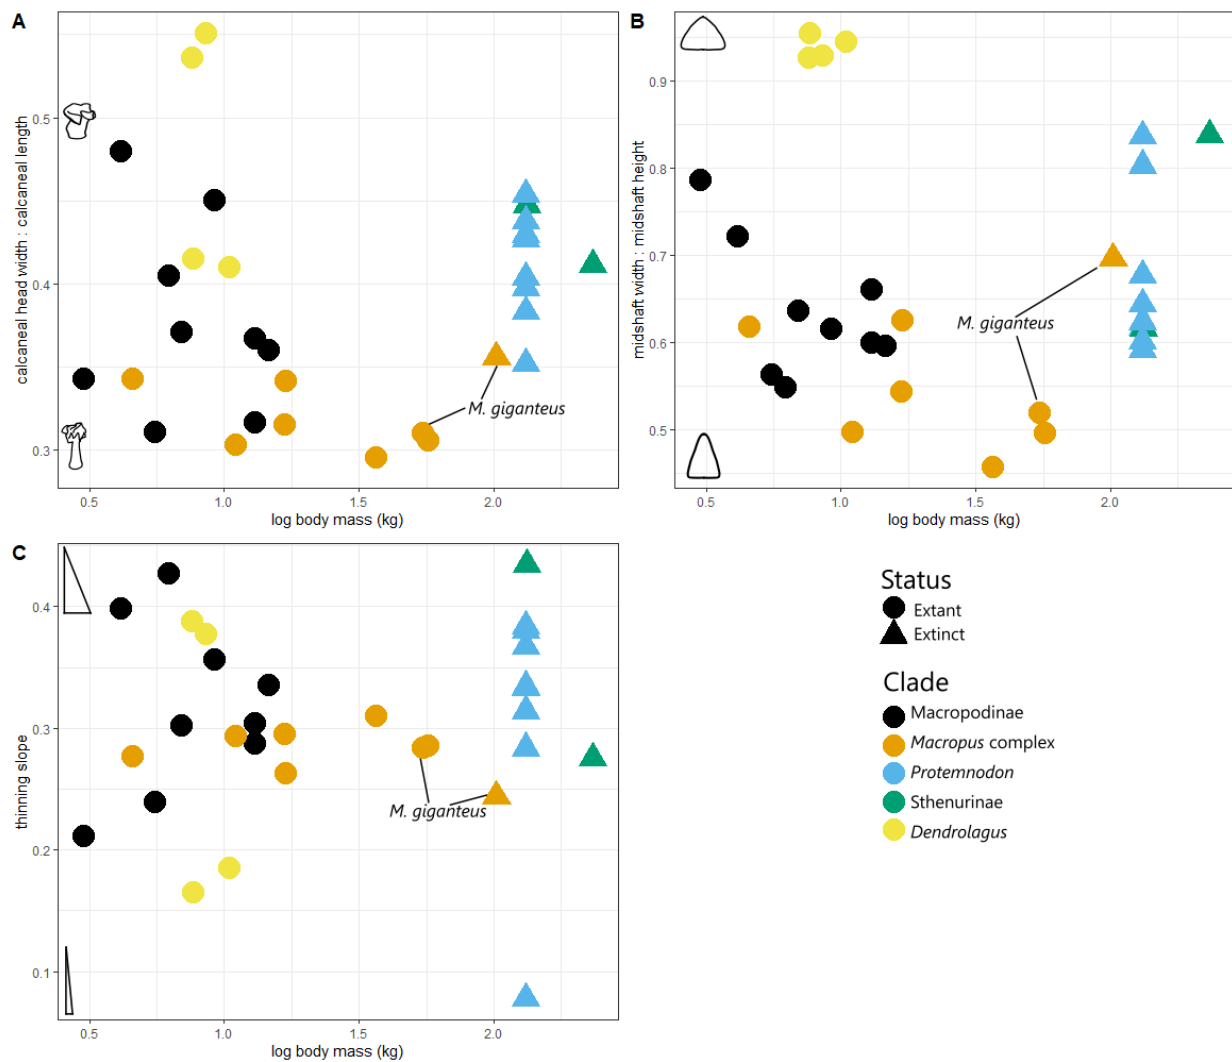 A
calcaneal head width : calcaneal length
0.5
0.4
0.3
M. giganteus
0.5 1.0 1.5 2.0
log body mass (kg)
B
midshaft width : midshaft height
0.9
0.8
0.7
0.6
0.5
M. giganteus
0.5 1.0 1.5 2.0
log body mass (kg)
C
thinning slope
0.4
0.3
0.2
0.1
M. giganteus
0.5 1.0 1.5 2.0
log body mass (kg)
Status
Extant
Extinct
Clade
Macropodinae
Macropus complex
Protemnodon
Sthenurinae
Dendrolagus